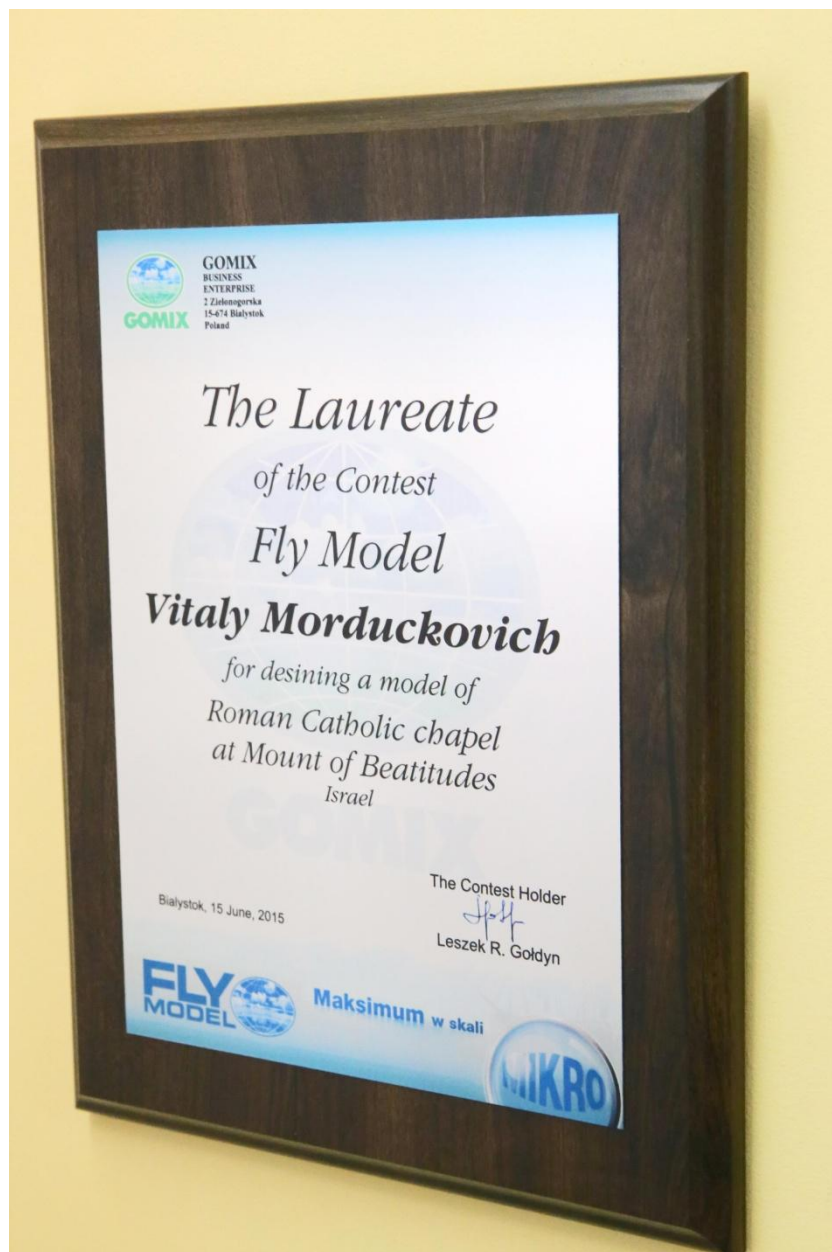 GOMIX
GOMIX
BUSINESS
ENTERPRISE
2 Zielonogorska
15-674 Bialystok
Poland
The Laureate
of the Contest
Fly Model
Vitaly Morduckovich
for desining a model of
Roman Catholic chapel
at Mount of Beatitudes
Israel
GOMIX
The Contest Holder
Białystok, 15 June, 2015
Leszek R. Gołdyn
FLY
MODEL
Maksimum w skali
MIKRO